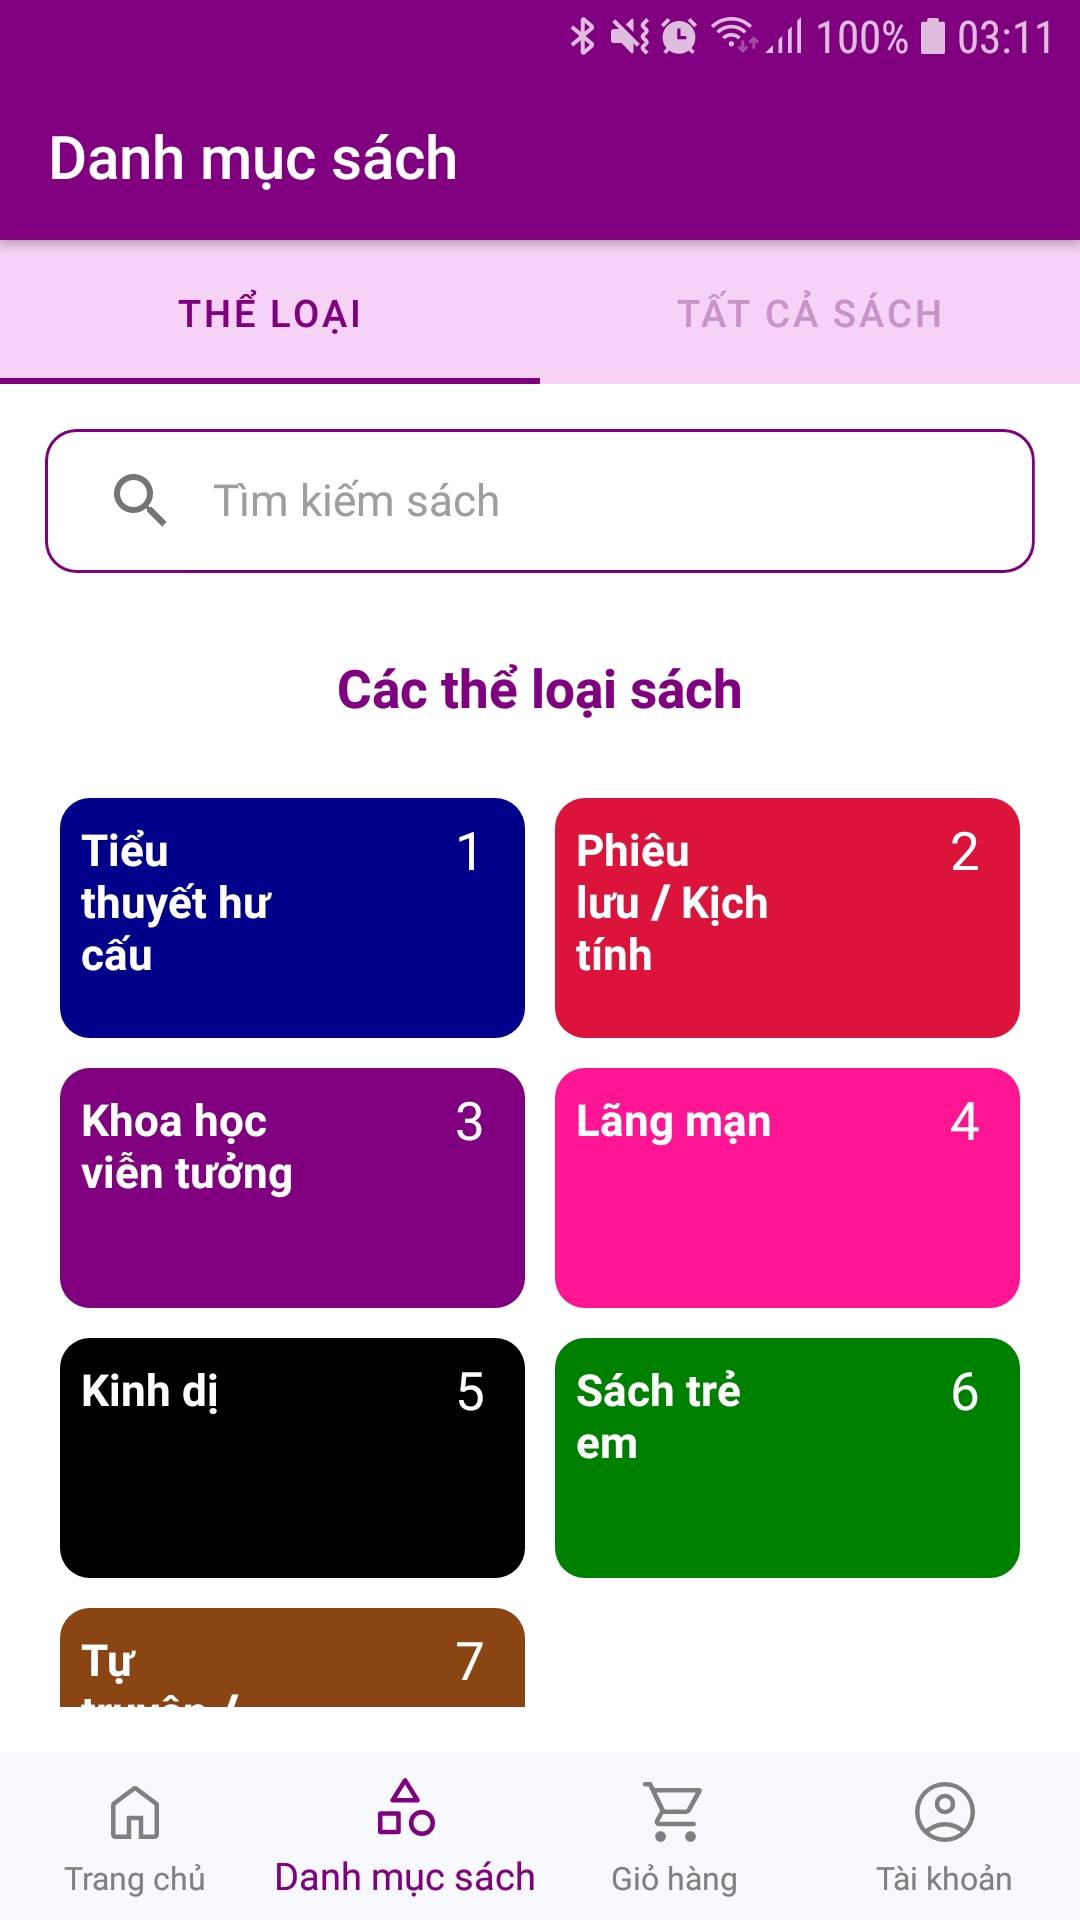 100% 03:11
Danh mục sách
THỂ LOẠI
TẤT CẢ SÁCH
Tìm kiếm sách
Các thể loại sách
Tiểu
thuyết hư
cấu
1
Phiêu
lưu / Kịch
tính
2
Khoa học
viễn tưởng
3
Lãng mạn
4
Kinh dị
5
Sách trẻ
em
6
Tự
truyện /
7
Trang chủ
Danh mục sách
Giỏ hàng
Tài khoản